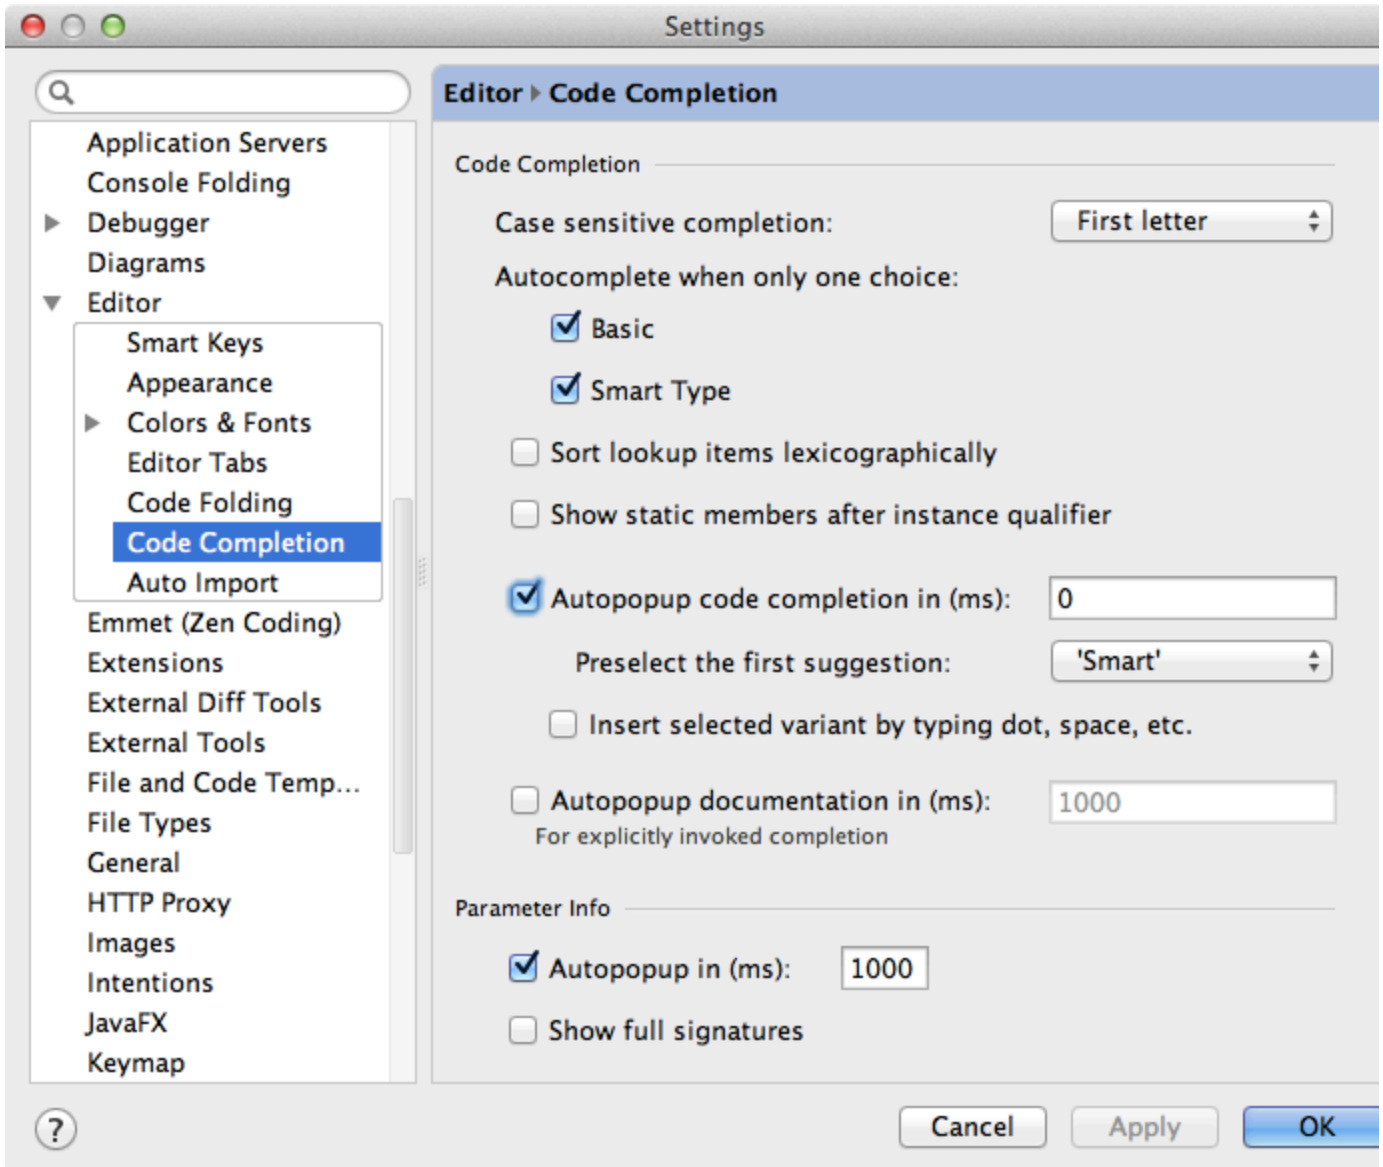 Settings
Application Servers
Console Folding
Debugger
Diagrams
Editor
Smart Keys
Appearance
Colors & Fonts
Editor Tabs
Code Folding
Code Completion
Auto Import
Emmet (Zen Coding)
Extensions
External Diff Tools
External Tools
File and Code Temp...
File Types
General
HTTP Proxy
Images
Intentions
JavaFX
Keymap
Editor Code Completion
Code Completion
Case sensitive completion: First letter
Autocomplete when only one choice:
Basic
Smart Type
Sort lookup items lexicographically
Show static members after instance qualifier
Autopopup code completion in (ms): 0
Preselect the first suggestion: 'Smart'
Insert selected variant by typing dot, space, etc.
Autopopup documentation in (ms): 1000
For explicitly invoked completion
Parameter Info
Autopopup in (ms): 1000
Show full signatures
? Cancel Apply OK